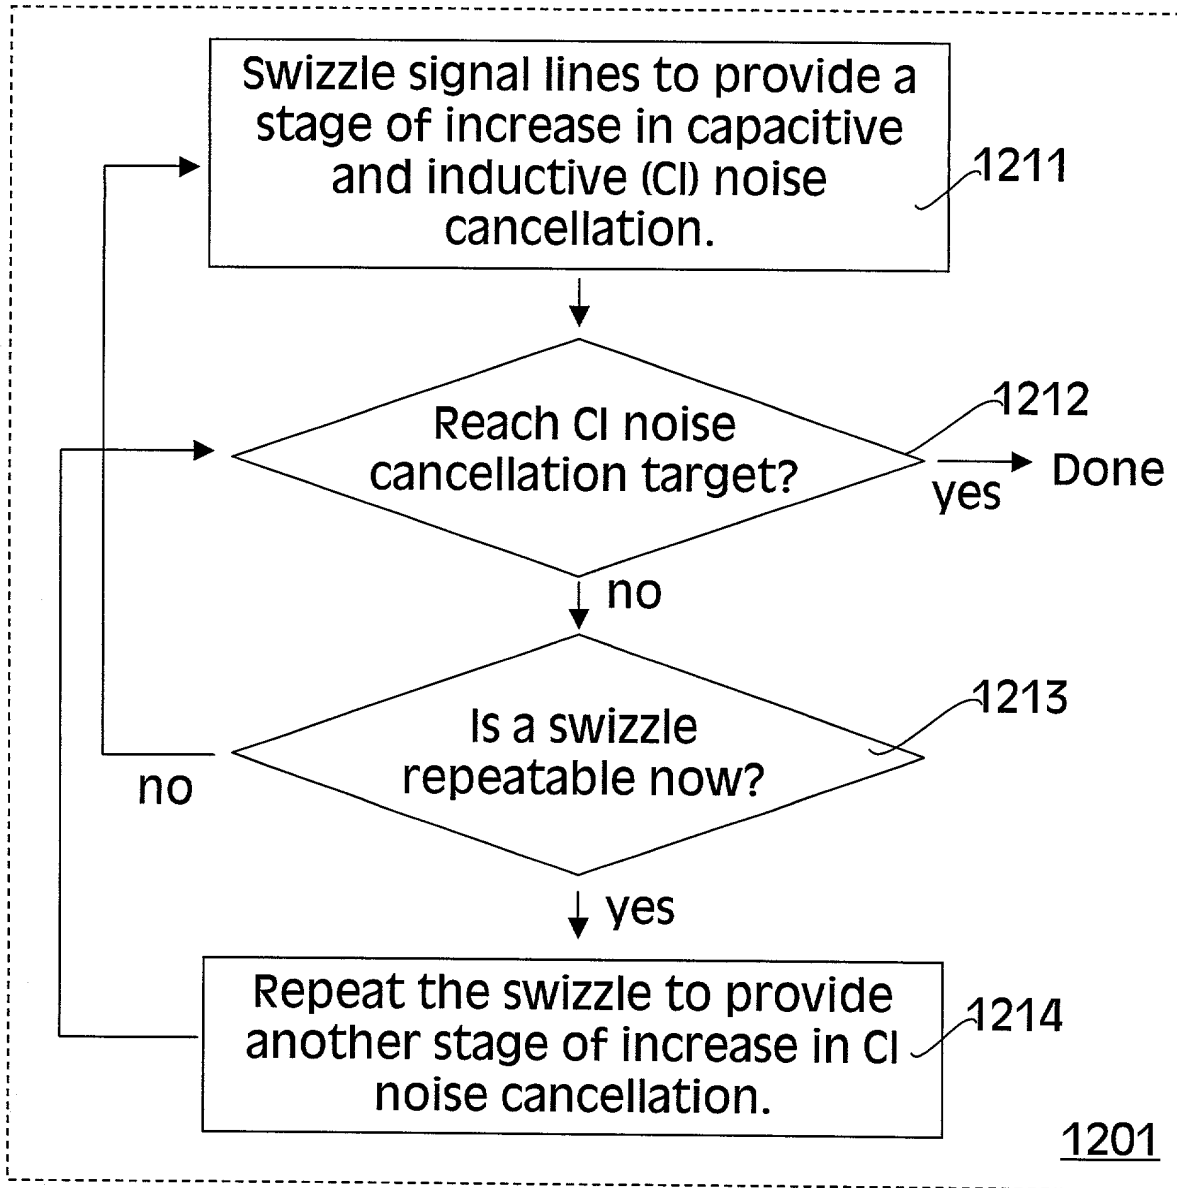 Swizzle signal lines to provide a
stage of increase in capacitive
and inductive (CI) noise
cancellation.
1211
Reach CI noise
cancellation target?
1212
yes
Done
no
Is a swizzle
repeatable now?
1213
no
yes
Repeat the swizzle to provide
another stage of increase in CI
noise cancellation.
1214
1201